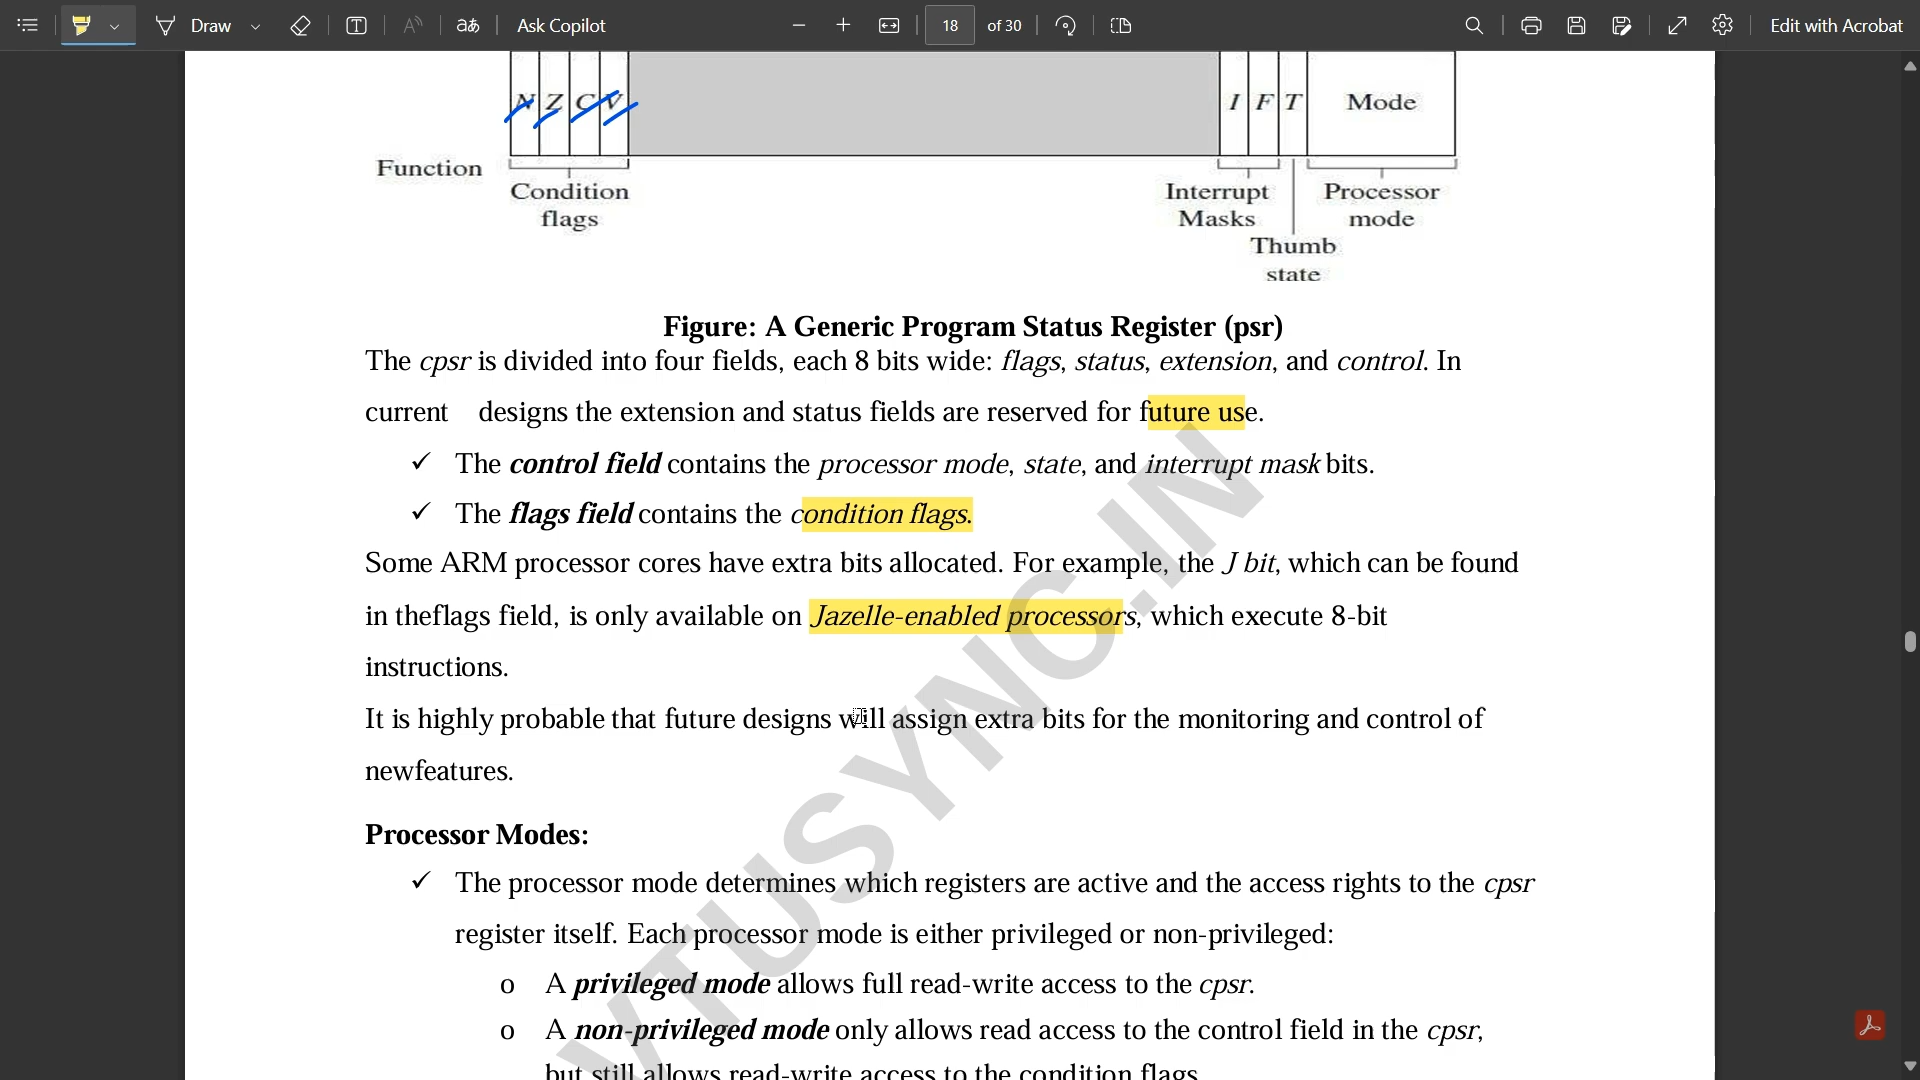 Draw
Ask Copilot
18 of 30
Edit with Acrobat
N Z C V I F T Mode
Function
Condition flags
Interrupt Masks
Processor mode
Thumb state
Figure: A Generic Program Status Register (psr)
The cpsr is divided into four fields, each 8 bits wide: flags, status, extension, and control. In
current designs the extension and status fields are reserved for future use.
✓ The control field contains the processor mode, state, and interrupt mask bits.
✓ The flags field contains the condition flags.
Some ARM processor cores have extra bits allocated. For example, the J bit, which can be found
in theflags field, is only available on Jazelle-enabled processors, which execute 8-bit
instructions.
It is highly probable that future designs will assign extra bits for the monitoring and control of
newfeatures.
Processor Modes:
✓ The processor mode determines which registers are active and the access rights to the cpsr
register itself. Each processor mode is either privileged or non-privileged:
o A privileged mode allows full read-write access to the cpsr.
o A non-privileged mode only allows read access to the control field in the cpsr,
but still allows read-write access to the condition flags.
VTUSYNC.IN